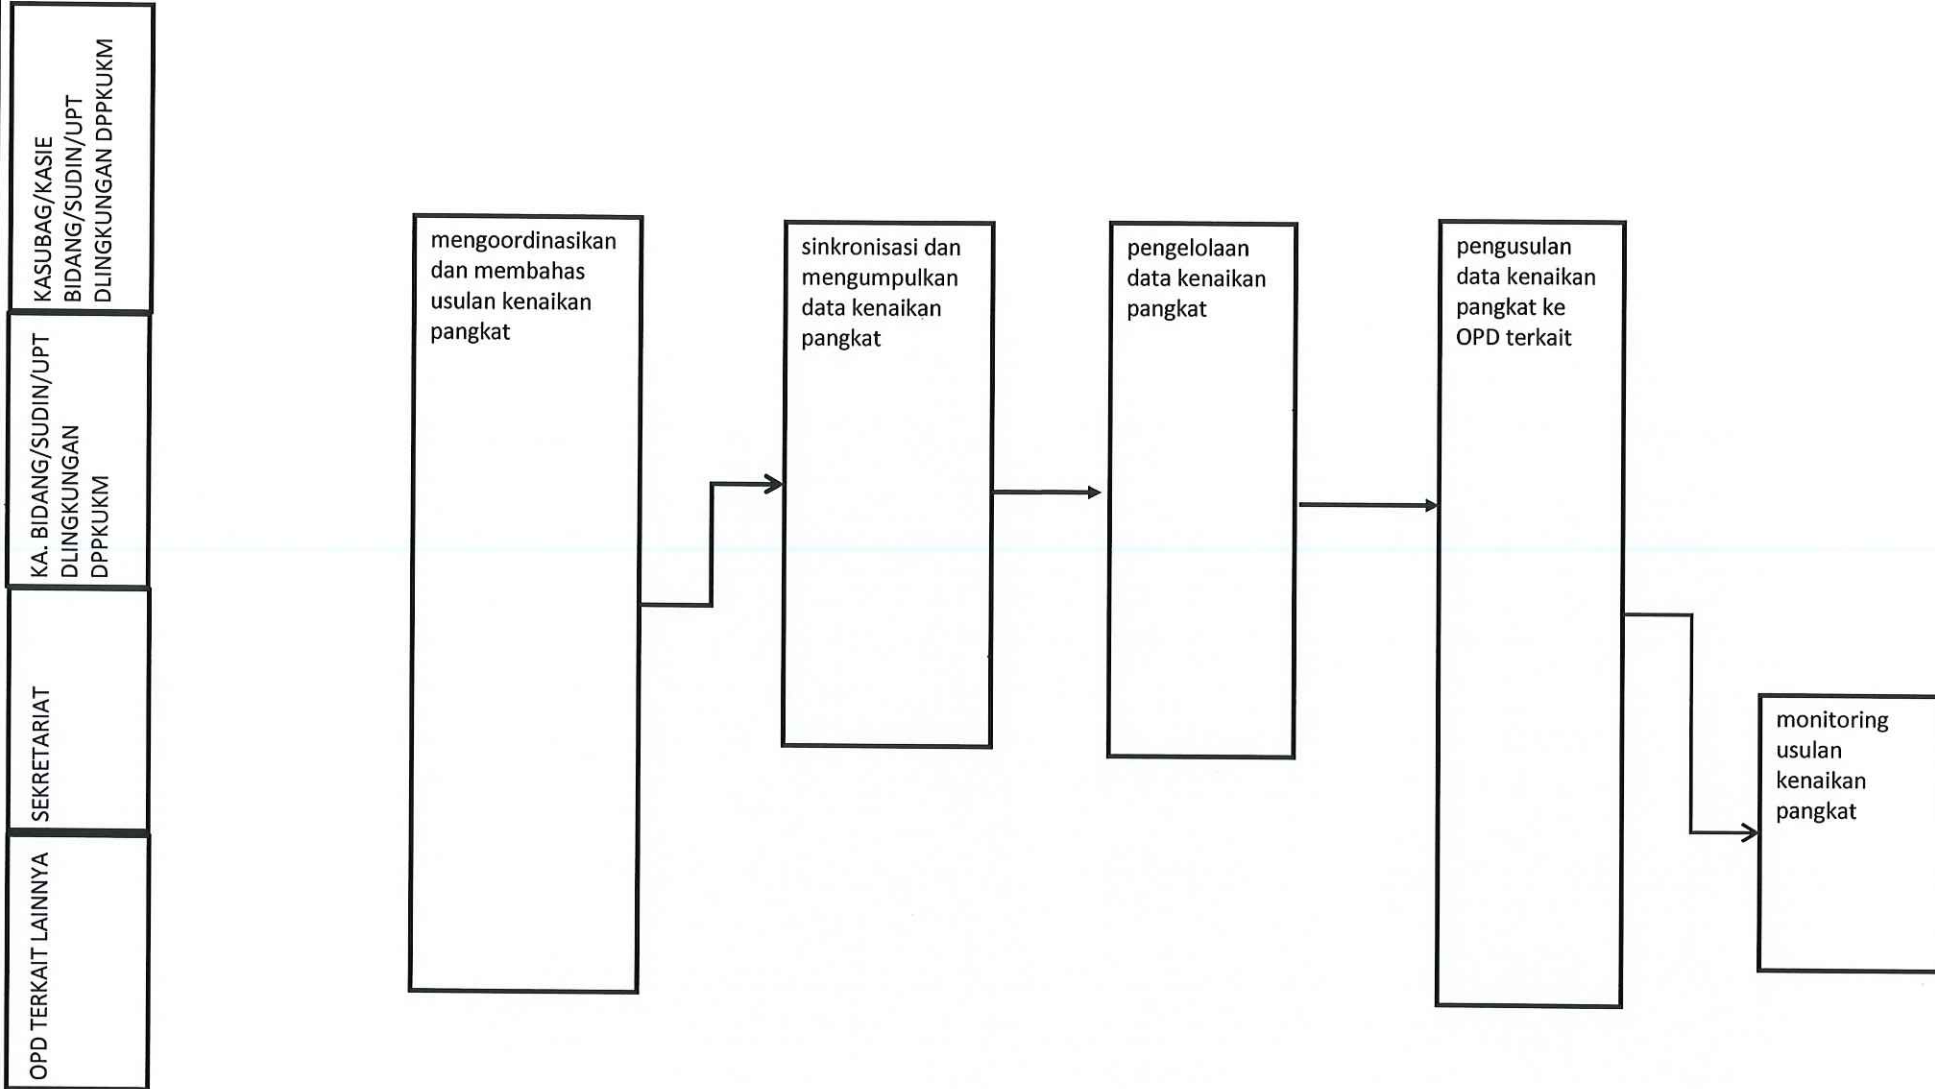 KASUBAG/KASIE
BIDANG/SUDIN/UPT
DLINGKUNGAN DPPKUKM
KA. BIDANG/SUDIN/UPT
DLINGKUNGAN
DPPKUKM
SEKRETARIAT
OPD TERKAIT LAINNYA
mengoordinasikan
dan membahas
usulan kenaikan
pangkat
sinkronisasi dan
mengumpulkan
data kenaikan
pangkat
pengelolaan
data kenaikan
pangkat
pengusulan
data kenaikan
pangkat ke
OPD terkait
monitoring
usulan
kenaikan
pangkat